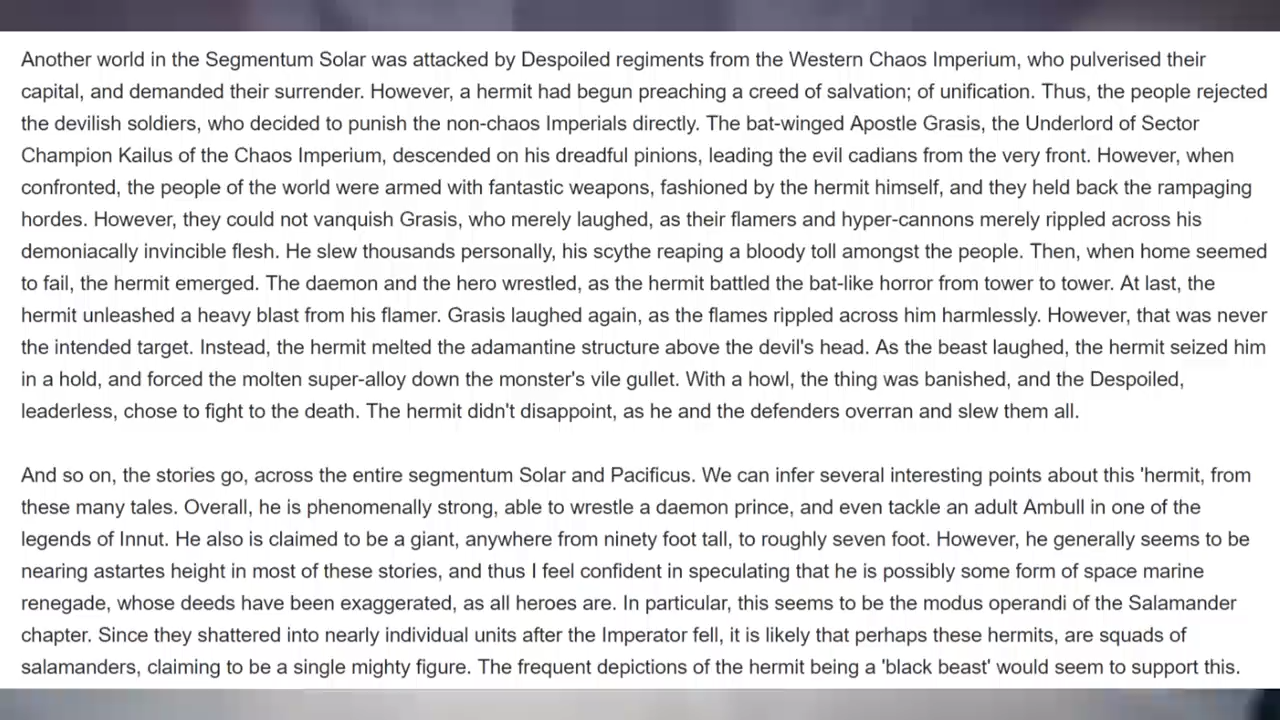 Another world in the Segmentum Solar was attacked by Despoiled regiments from the Western Chaos Imperium, who pulverised their
capital, and demanded their surrender. However, a hermit had begun preaching a creed of salvation; of unification. Thus, the people rejected
the devilish soldiers, who decided to punish the non-chaos Imperials directly. The bat-winged Apostle Grasis, the Underlord of Sector
Champion Kailus of the Chaos Imperium, descended on his dreadful pinions, leading the evil cadians from the very front. However, when
confronted, the people of the world were armed with fantastic weapons, fashioned by the hermit himself, and they held back the rampaging
hordes. However, they could not vanquish Grasis, who merely laughed, as their flamers and hyper-cannons merely rippled across his
demoniacally invincible flesh. He slew thousands personally, his scythe reaping a bloody toll amongst the people. Then, when home seemed
to fail, the hermit emerged. The daemon and the hero wrestled, as the hermit battled the bat-like horror from tower to tower. At last, the
hermit unleashed a heavy blast from his flamer. Grasis laughed again, as the flames rippled across him harmlessly. However, that was never
the intended target. Instead, the hermit melted the adamantine structure above the devil's head. As the beast laughed, the hermit seized him
in a hold, and forced the molten super-alloy down the monster's vile gullet. With a howl, the thing was banished, and the Despoiled,
leaderless, chose to fight to the death. The hermit didn't disappoint, as he and the defenders overran and slew them all.
And so on, the stories go, across the entire segmentum Solar and Pacificus. We can infer several interesting points about this 'hermit, from
these many tales. Overall, he is phenomenally strong, able to wrestle a daemon prince, and even tackle an adult Ambull in one of the
legends of Innut. He also is claimed to be a giant, anywhere from ninety foot tall, to roughly seven foot. However, he generally seems to be
nearing astartes height in most of these stories, and thus I feel confident in speculating that he is possibly some form of space marine
renegade, whose deeds have been exaggerated, as all heroes are. In particular, this seems to be the modus operandi of the Salamander
chapter. Since they shattered into nearly individual units after the Imperator fell, it is likely that perhaps these hermits, are squads of
salamanders, claiming to be a single mighty figure. The frequent depictions of the hermit being a 'black beast' would seem to support this.